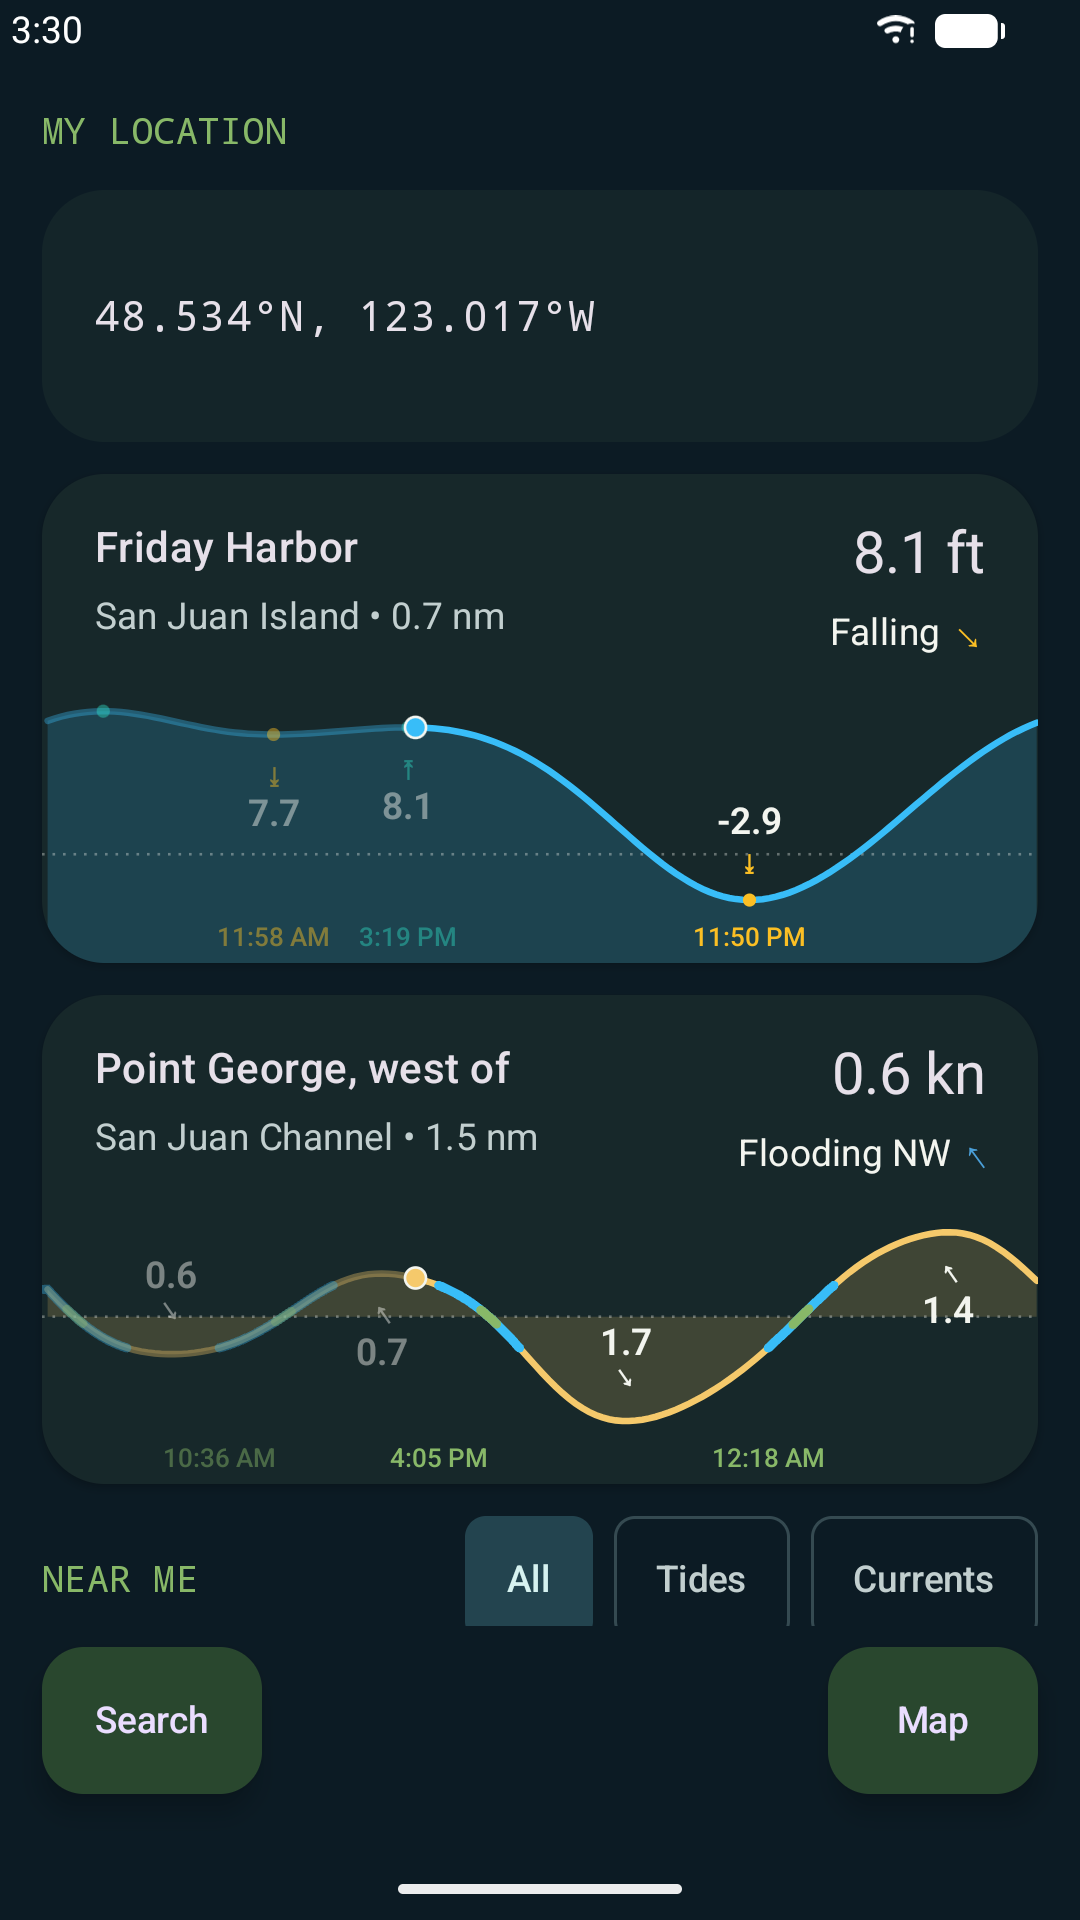 3:30
MY LOCATION
48.534°N, 123.017°W
Friday Harbor
8.1 ft
San Juan Island • 0.7 nm
Falling ↘
7.7
8.1
-2.9
11:58 AM
3:19 PM
11:50 PM
Point George, west of
0.6 kn
San Juan Channel • 1.5 nm
Flooding NW ↖
0.6
0.7
1.7
1.4
10:36 AM
4:05 PM
12:18 AM
NEAR ME
All
Tides
Currents
Search
Map